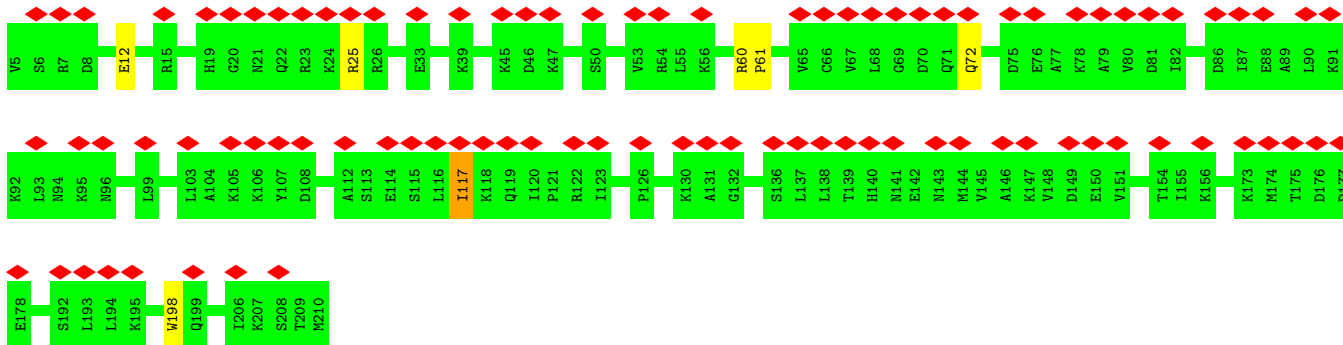 V5 S6 R7 D8 E12 R15 H19 G20 N21 Q22 R23 K24 R25 R26 E33 K39 K45 D46 K47 S50 V53 R54 L55 K56 R60 P61 V65 C66 V67 L68 G69 D70 Q71 Q72 D75 E76 A77 K78 A79 V80 D81 I82 D86 I87 E88 A89 L90 K91
K92 L93 N94 K95 N96 L99 L103 A104 K105 K106 Y107 D108 A112 S113 E114 S115 L116 I117 K118 Q119 I120 P121 R122 I123 P126 K130 A131 G132 S136 L137 L138 T139 H140 N141 E142 N143 M144 V145 A146 K147 V148 D149 E150 V151 T154 I155 K156 K173 M174 T175 D176
E178 S192 L193 L194 K195 W198 Q199 I206 K207 S208 T209 M210